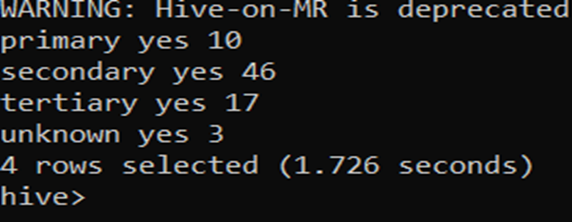 WARNING: Hive-on-MR is deprecated
primary yes 10
secondary yes 46
tertiary yes 17
unknown yes 3
4 rows selected (1.726 seconds)
hive>